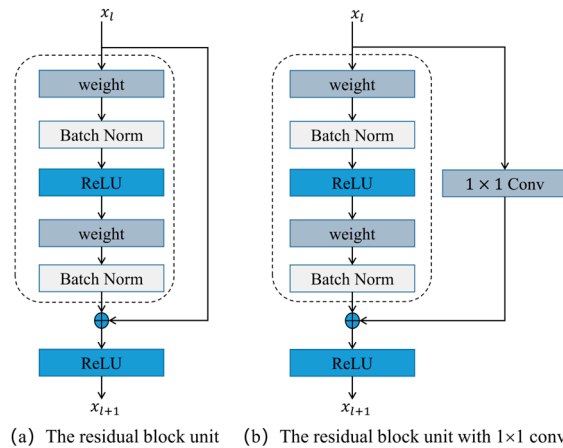 x_l
weight
Batch Norm
ReLU
weight
Batch Norm
ReLU
x_{l+1}
(a) The residual block unit
x_l
weight
Batch Norm
ReLU
weight
Batch Norm
1 × 1 Conv
ReLU
x_{l+1}
(b) The residual block unit with 1×1 conv